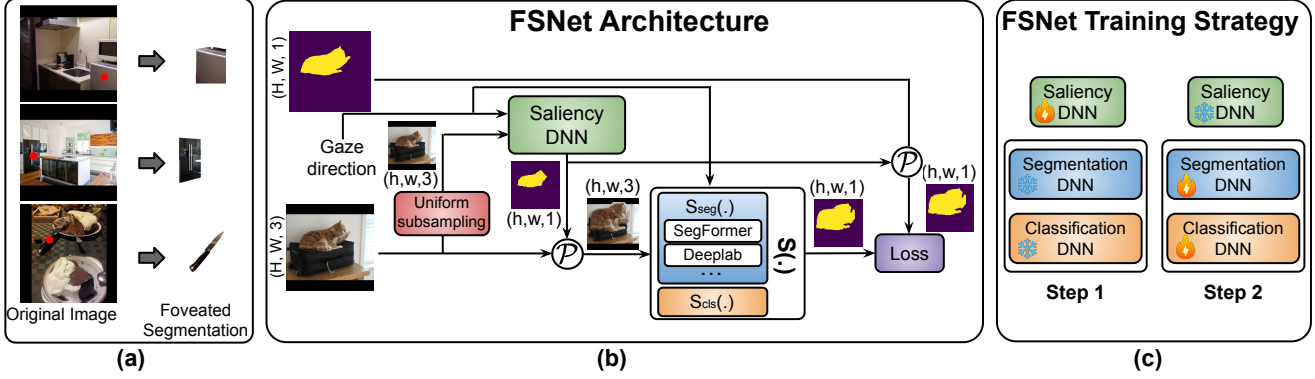 Original Image
Foveated
Segmentation
(a)
FSNet Architecture
(H, W, 1)
Gaze
direction
(H, W, 3)
(h,w,3)
Uniform
subsampling
Saliency
DNN
(h,w,1)
P
(h,w,3)
Sseg(.)
SegFormer
Deeplab
...
Scls(.)
S(.)
(h,w,1)
P
(h,w,1)
Loss
(b)
FSNet Training Strategy
Saliency
DNN
Segmentation
DNN
Classification
DNN
Step 1
Saliency
DNN
Segmentation
DNN
Classification
DNN
Step 2
(c)